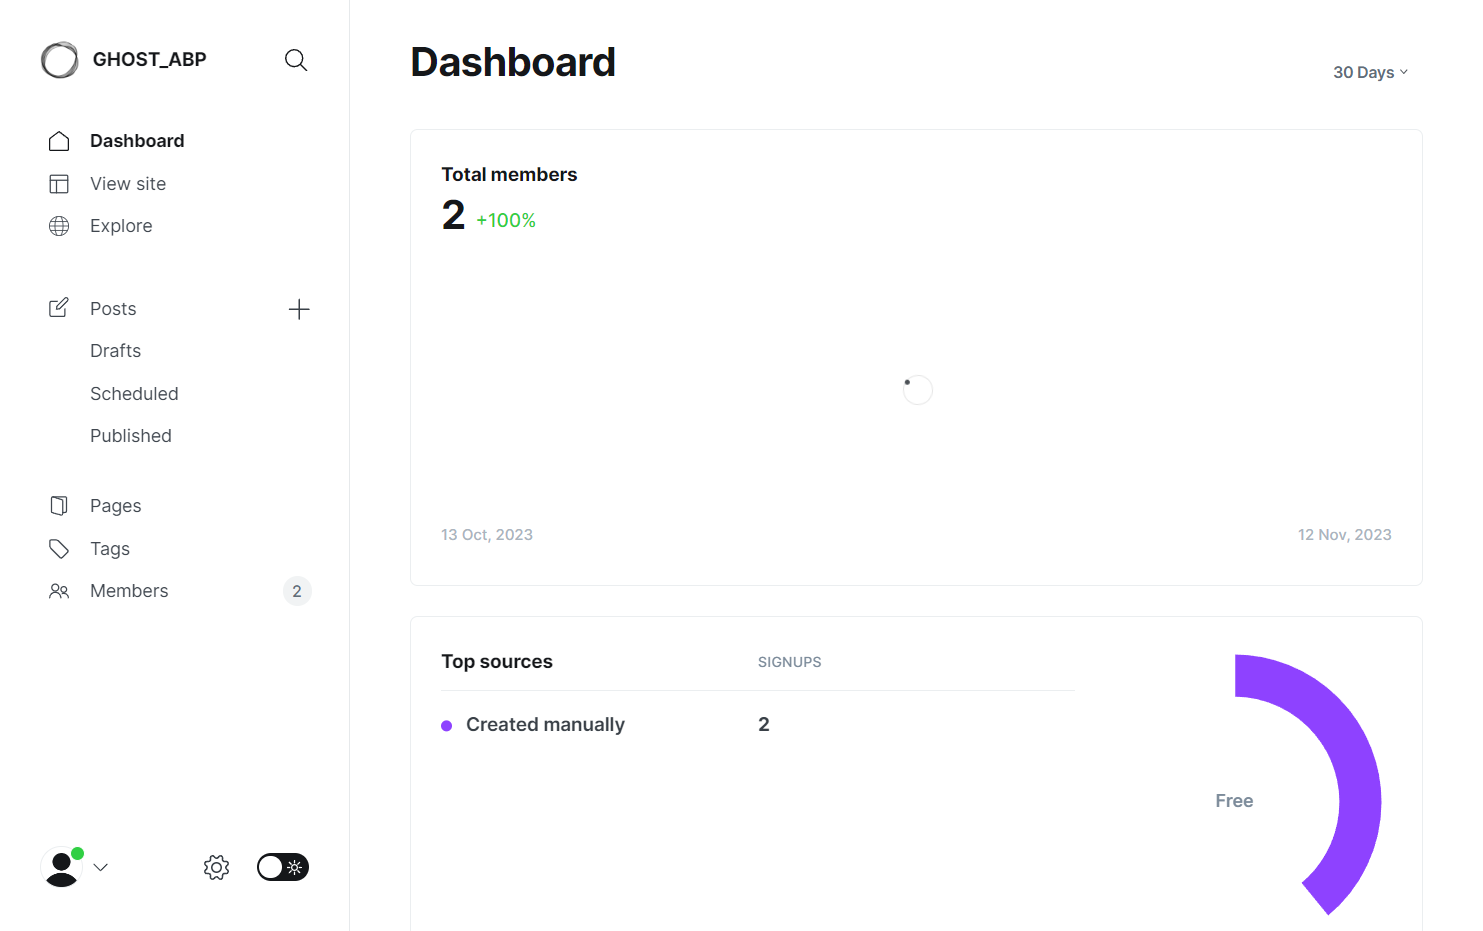 GHOST_ABP
Dashboard
View site
Explore
Posts
Drafts
Scheduled
Published
Pages
Tags
Members 2
Dashboard
30 Days
Total members
2 +100%
13 Oct, 2023 12 Nov, 2023
Top sources SIGNUPS
Created manually 2
Free